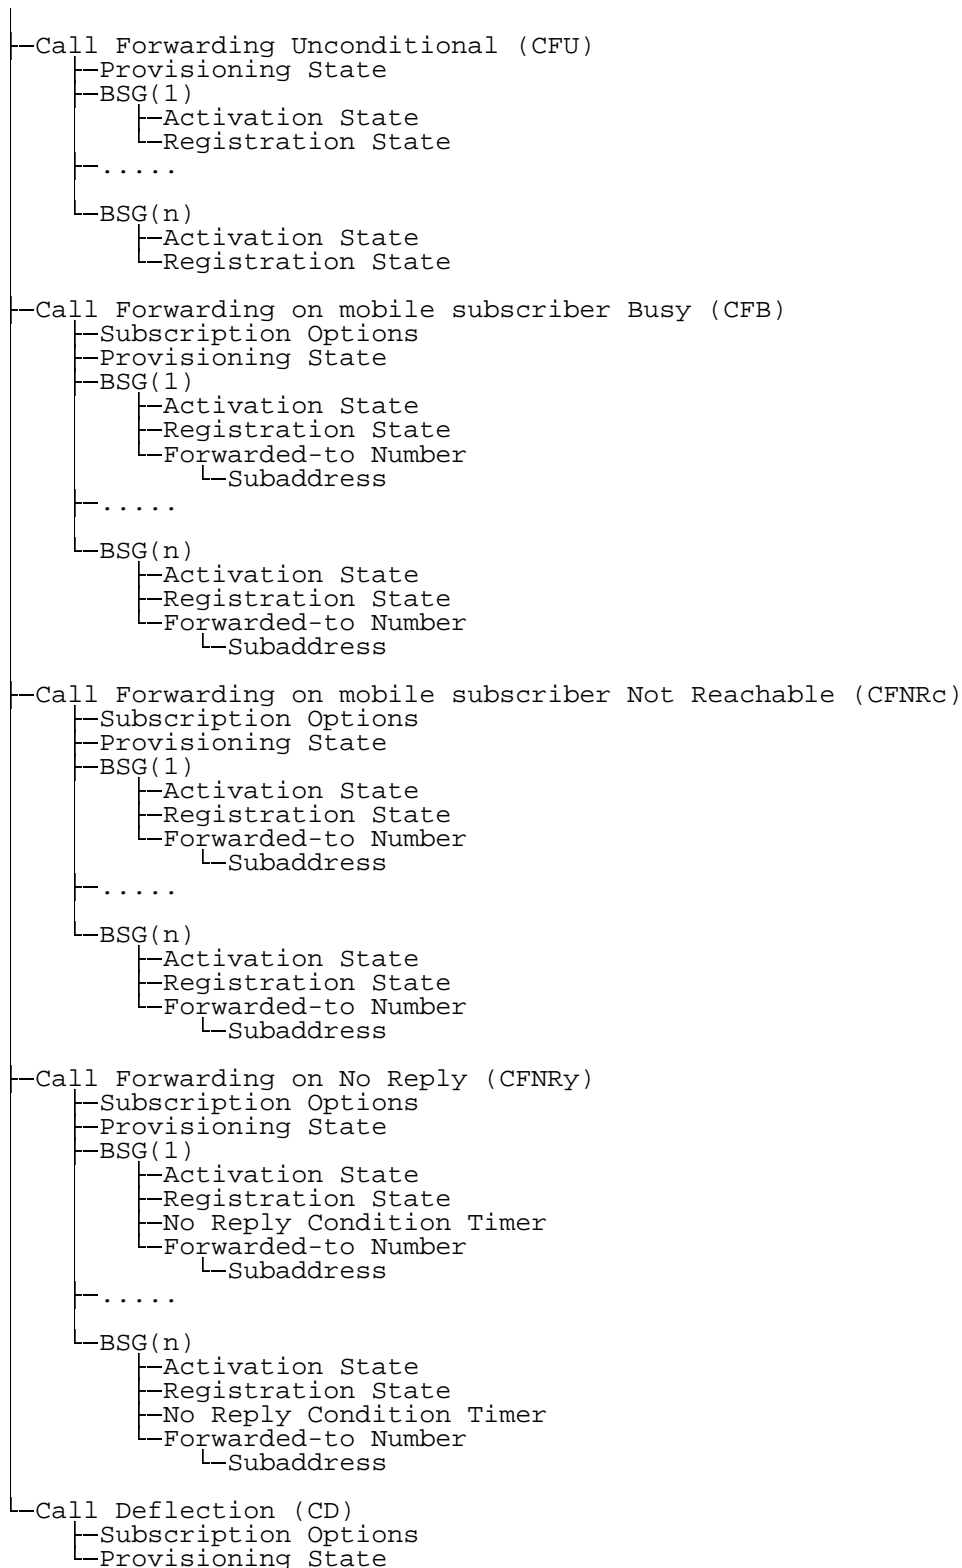 Call Forwarding Unconditional (CFU)
Provisioning State
BSG(1)
Activation State
Registration State
.....
BSG(n)
Activation State
Registration State
Call Forwarding on mobile subscriber Busy (CFB)
Subscription Options
Provisioning State
BSG(1)
Activation State
Registration State
Forwarded-to Number
Subaddress
.....
BSG(n)
Activation State
Registration State
Forwarded-to Number
Subaddress
Call Forwarding on mobile subscriber Not Reachable (CFNRc)
Subscription Options
Provisioning State
BSG(1)
Activation State
Registration State
Forwarded-to Number
Subaddress
.....
BSG(n)
Activation State
Registration State
Forwarded-to Number
Subaddress
Call Forwarding on No Reply (CFNRy)
Subscription Options
Provisioning State
BSG(1)
Activation State
Registration State
No Reply Condition Timer
Forwarded-to Number
Subaddress
.....
BSG(n)
Activation State
Registration State
No Reply Condition Timer
Forwarded-to Number
Subaddress
Call Deflection (CD)
Subscription Options
Provisioning State